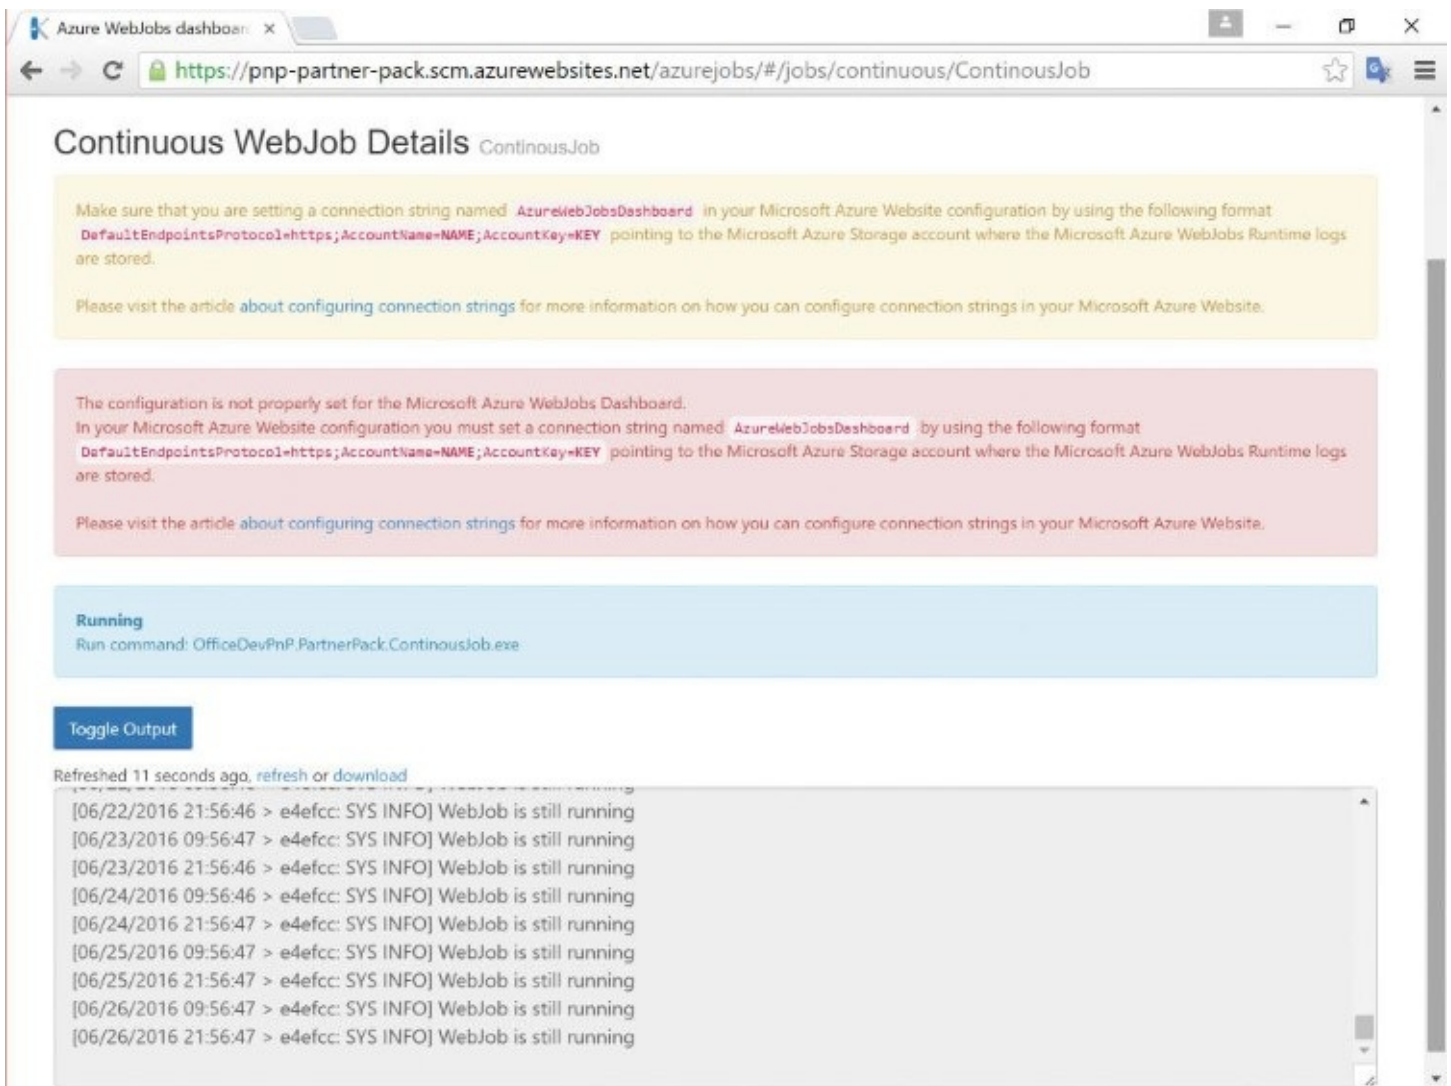 Azure WebJobs dashboar
https://pnp-partner-pack.scm.azurewebsites.net/azurejobs/#/jobs/continuous/ContinousJob
Continuous WebJob Details ContinousJob
Make sure that you are setting a connection string named AzureWebJobsDashboard in your Microsoft Azure Website configuration by using the following format
DefaultEndpointsProtocol=https;AccountName=NAME;AccountKey=KEY pointing to the Microsoft Azure Storage account where the Microsoft Azure WebJobs Runtime logs
are stored.
Please visit the article about configuring connection strings for more information on how you can configure connection strings in your Microsoft Azure Website.
The configuration is not properly set for the Microsoft Azure WebJobs Dashboard.
In your Microsoft Azure Website configuration you must set a connection string named AzureWebJobsDashboard by using the following format
DefaultEndpointsProtocol=https;AccountName=NAME;AccountKey=KEY pointing to the Microsoft Azure Storage account where the Microsoft Azure WebJobs Runtime logs
are stored.
Please visit the article about configuring connection strings for more information on how you can configure connection strings in your Microsoft Azure Website.
Running
Run command: OfficeDevPnP.PartnerPack.ContinousJob.exe
Toggle Output
Refreshed 11 seconds ago, refresh or download
[06/22/2016 21:56:46 > e4efcc: SYS INFO] WebJob is still running
[06/23/2016 09:56:47 > e4efcc: SYS INFO] WebJob is still running
[06/23/2016 21:56:46 > e4efcc: SYS INFO] WebJob is still running
[06/24/2016 09:56:46 > e4efcc: SYS INFO] WebJob is still running
[06/24/2016 21:56:47 > e4efcc: SYS INFO] WebJob is still running
[06/25/2016 09:56:47 > e4efcc: SYS INFO] WebJob is still running
[06/25/2016 21:56:47 > e4efcc: SYS INFO] WebJob is still running
[06/26/2016 09:56:47 > e4efcc: SYS INFO] WebJob is still running
[06/26/2016 21:56:47 > e4efcc: SYS INFO] WebJob is still running